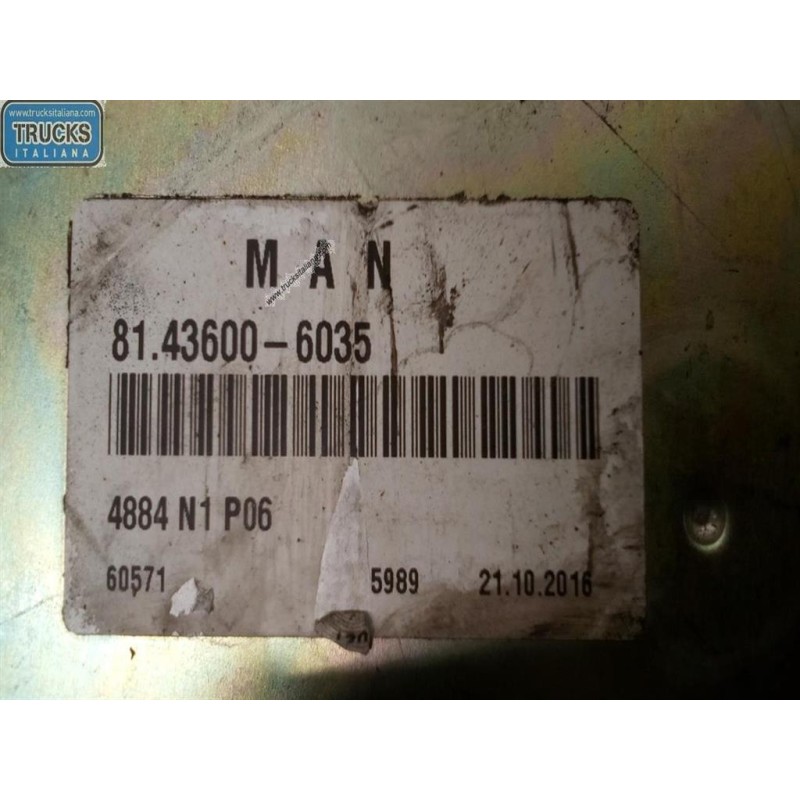 www.trucksitaliana.com
TRUCKS
ITALIANA
MAN
www.trucksitaliana.com
81.43600-6035
4884 N1 P06
60571 5989 21.10.2016